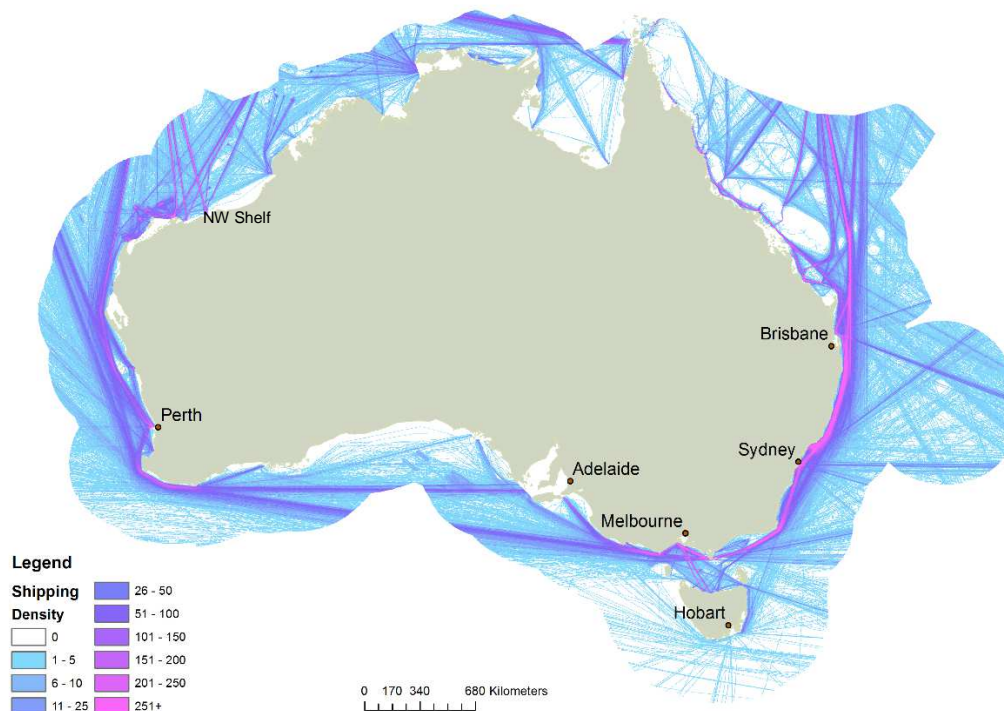 NW Shelf
Brisbane
Perth
Sydney
Adelaide
Melbourne
Hobart
Legend
Shipping
Density
0
1 - 5
6 - 10
11 - 25
26 - 50
51 - 100
101 - 150
151 - 200
201 - 250
251+
0 170 340 680 Kilometers